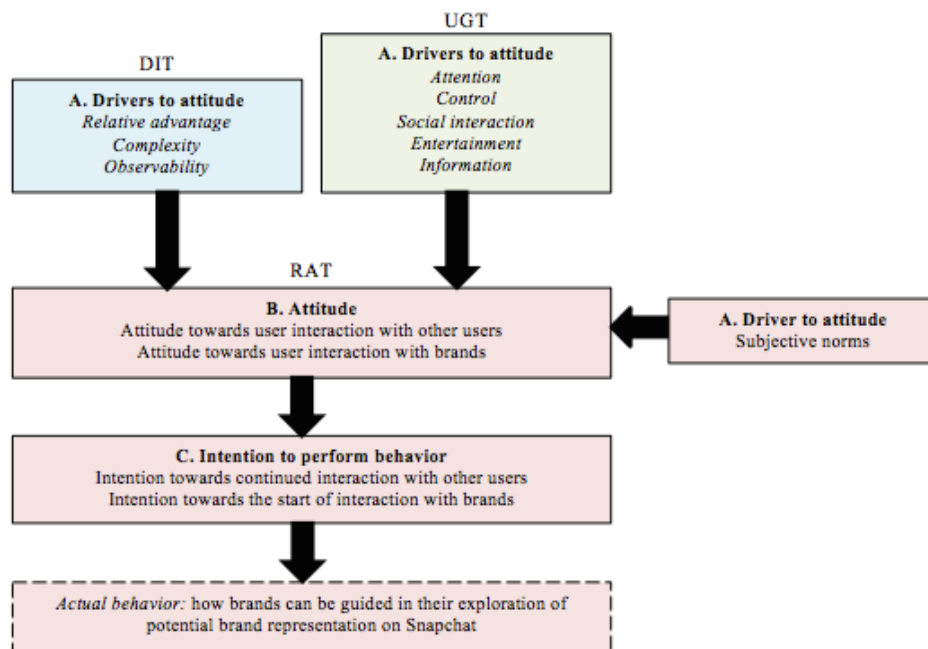 UGT
A. Drivers to attitude
Attention
Control
Social interaction
Entertainment
Information
DIT
A. Drivers to attitude
Relative advantage
Complexity
Observability
RAT
B. Attitude
Attitude towards user interaction with other users
Attitude towards user interaction with brands
A. Driver to attitude
Subjective norms
C. Intention to perform behavior
Intention towards continued interaction with other users
Intention towards the start of interaction with brands
Actual behavior: how brands can be guided in their exploration of
potential brand representation on Snapchat